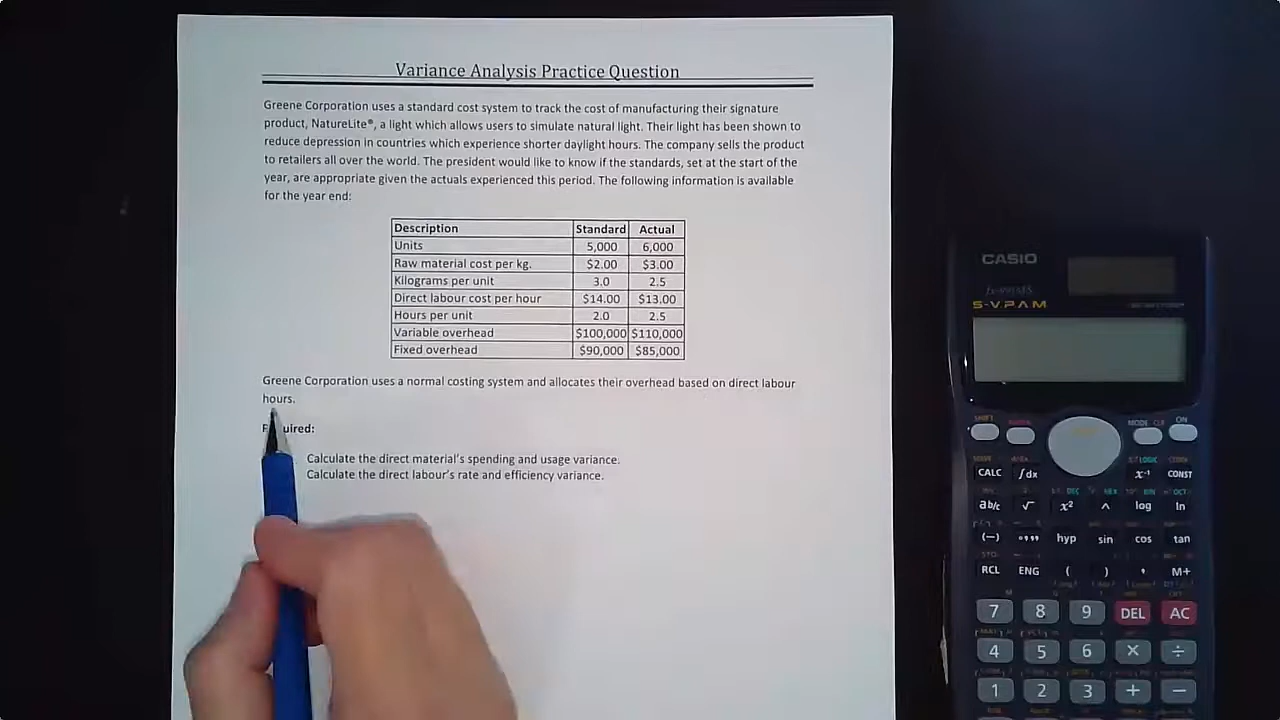 Variance Analysis Practice Question
Greene Corporation uses a standard cost system to track the cost of manufacturing their signature
product, NatureLite®, a light which allows users to simulate natural light. Their light has been shown to
reduce depression in countries which experience shorter daylight hours. The company sells the product
to retailers all over the world. The president would like to know if the standards, set at the start of the
year, are appropriate given the actuals experienced this period. The following information is available
for the year end:
Description Standard Actual
Units 5,000 6,000
Raw material cost per kg. $2.00 $3.00
Kilograms per unit 3.0 2.5
Direct labour cost per hour $14.00 $13.00
Hours per unit 2.0 2.5
Variable overhead $100,000 $110,000
Fixed overhead $90,000 $85,000
Greene Corporation uses a normal costing system and allocates their overhead based on direct labour
hours.
Calculate the direct material's spending and usage variance.
Calculate the direct labour's rate and efficiency variance.
CASIO
S-V.P.A.M
SHIFT MODE CLR ON
CALC ∫dx x⁻¹ CONST
ab/c √ x² ^ log ln
(−) °,,, hyp sin cos tan
RCL ENG ( ) , M+
7 8 9 DEL AC
4 5 6 × ÷
1 2 3 + −